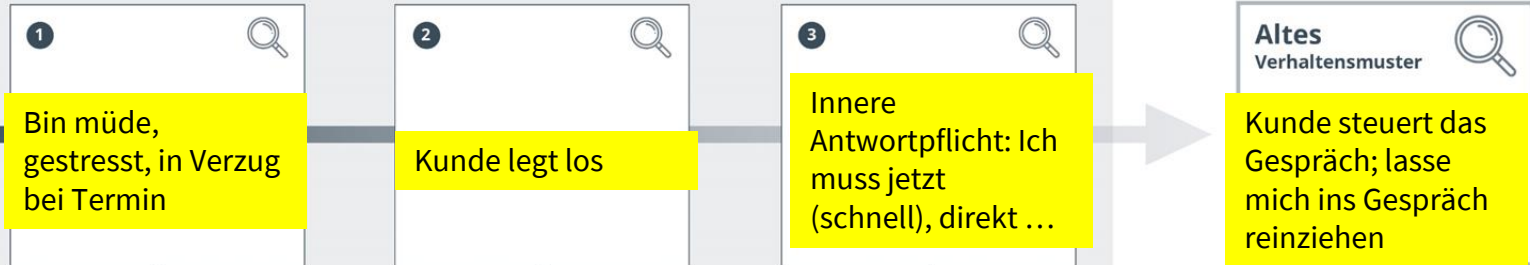 1
Bin müde,
gestresst, in Verzug
bei Termin
2
Kunde legt los
3
Innere
Antwortpflicht: Ich
muss jetzt
(schnell), direkt …
Altes
Verhaltensmuster
Kunde steuert das
Gespräch; lasse
mich ins Gespräch
reinziehen